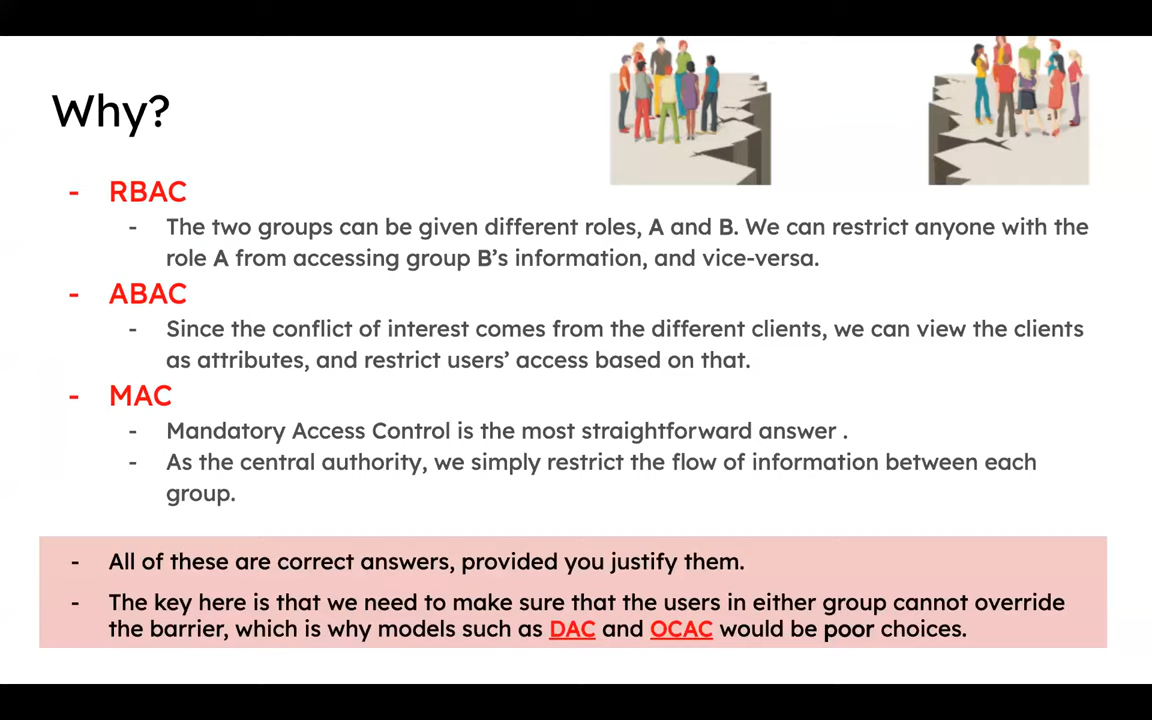 Why?
- RBAC
- The two groups can be given different roles, A and B. We can restrict anyone with the
role A from accessing group B's information, and vice-versa.
- ABAC
- Since the conflict of interest comes from the different clients, we can view the clients
as attributes, and restrict users' access based on that.
- MAC
- Mandatory Access Control is the most straightforward answer .
- As the central authority, we simply restrict the flow of information between each
group.
- All of these are correct answers, provided you justify them.
- The key here is that we need to make sure that the users in either group cannot override
the barrier, which is why models such as DAC and OCAC would be poor choices.